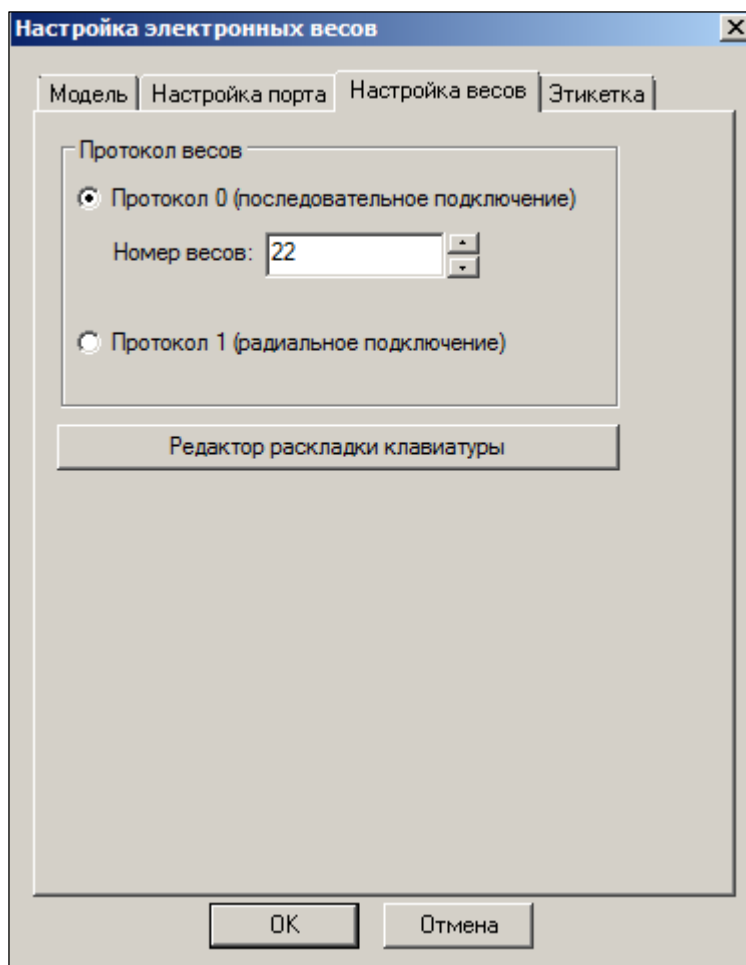 Настройка электронных весов
Модель Настройка порта Настройка весов Этикетка
Протокол весов
Протокол 0 (последовательное подключение)
Номер весов: 22
Протокол 1 (радиальное подключение)
Редактор раскладки клавиатуры
OK Отмена